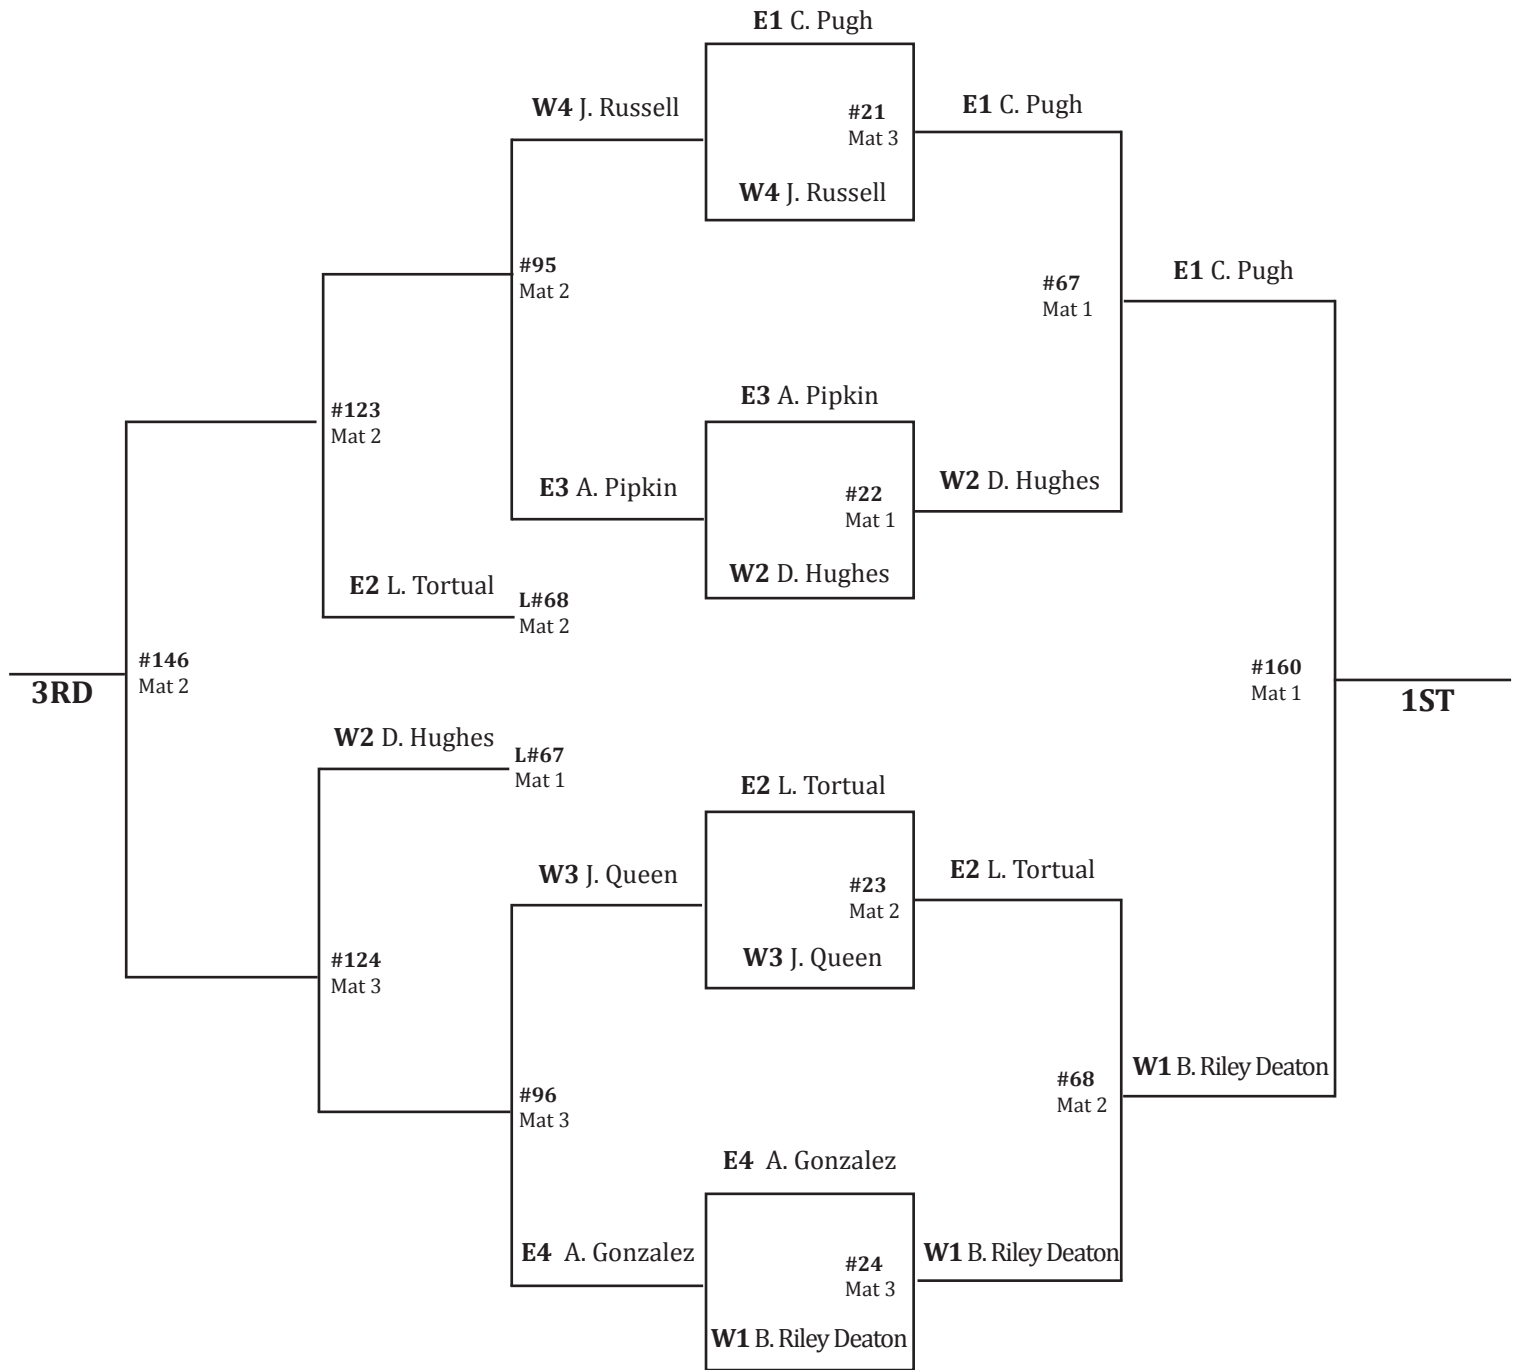 E1 C. Pugh
W4 J. Russell
#21
Mat 3
E1 C. Pugh
W4 J. Russell
#95
Mat 2
#67
Mat 1
E1 C. Pugh
E3 A. Pipkin
#123
Mat 2
E3 A. Pipkin
#22
Mat 1
W2 D. Hughes
W2 D. Hughes
E2 L. Tortual
L#68
Mat 2
#146
Mat 2
3RD
#160
Mat 1
1ST
W2 D. Hughes
L#67
Mat 1
E2 L. Tortual
W3 J. Queen
#23
Mat 2
E2 L. Tortual
W3 J. Queen
#124
Mat 3
#96
Mat 3
#68
Mat 2
W1 B. Riley Deaton
E4 A. Gonzalez
E4 A. Gonzalez
#24
Mat 3
W1 B. Riley Deaton
W1 B. Riley Deaton